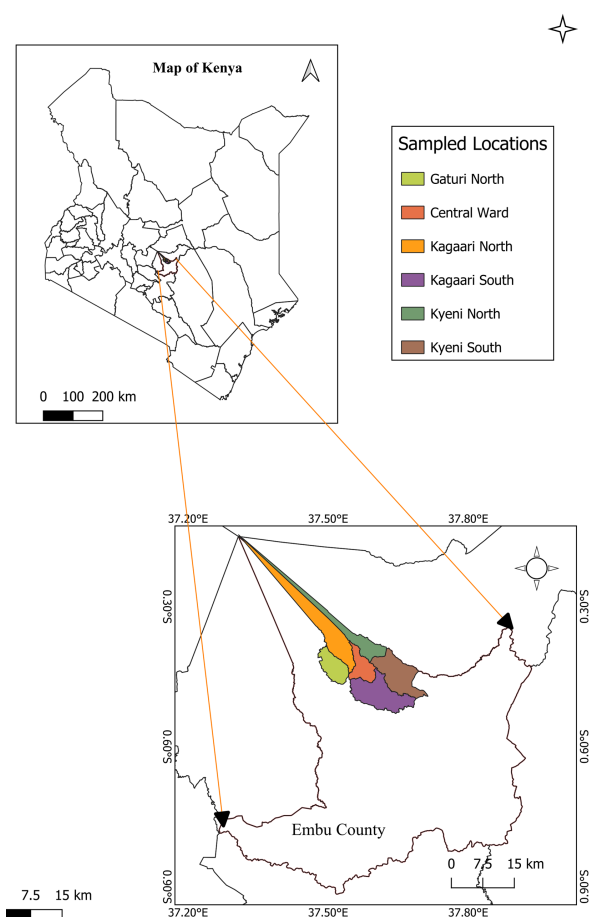 Map of Kenya
0 100 200 km
Sampled Locations
Gaturi North
Central Ward
Kagaari North
Kagaari South
Kyeni North
Kyeni South
37.20°E 37.50°E 37.80°E
0.30°S 0.30°S
0.60°S 0.60°S
Embu County
0 7.5 15 km
0.90°S 0.90°S
7.5 15 km
37.20°E 37.50°E 37.80°E